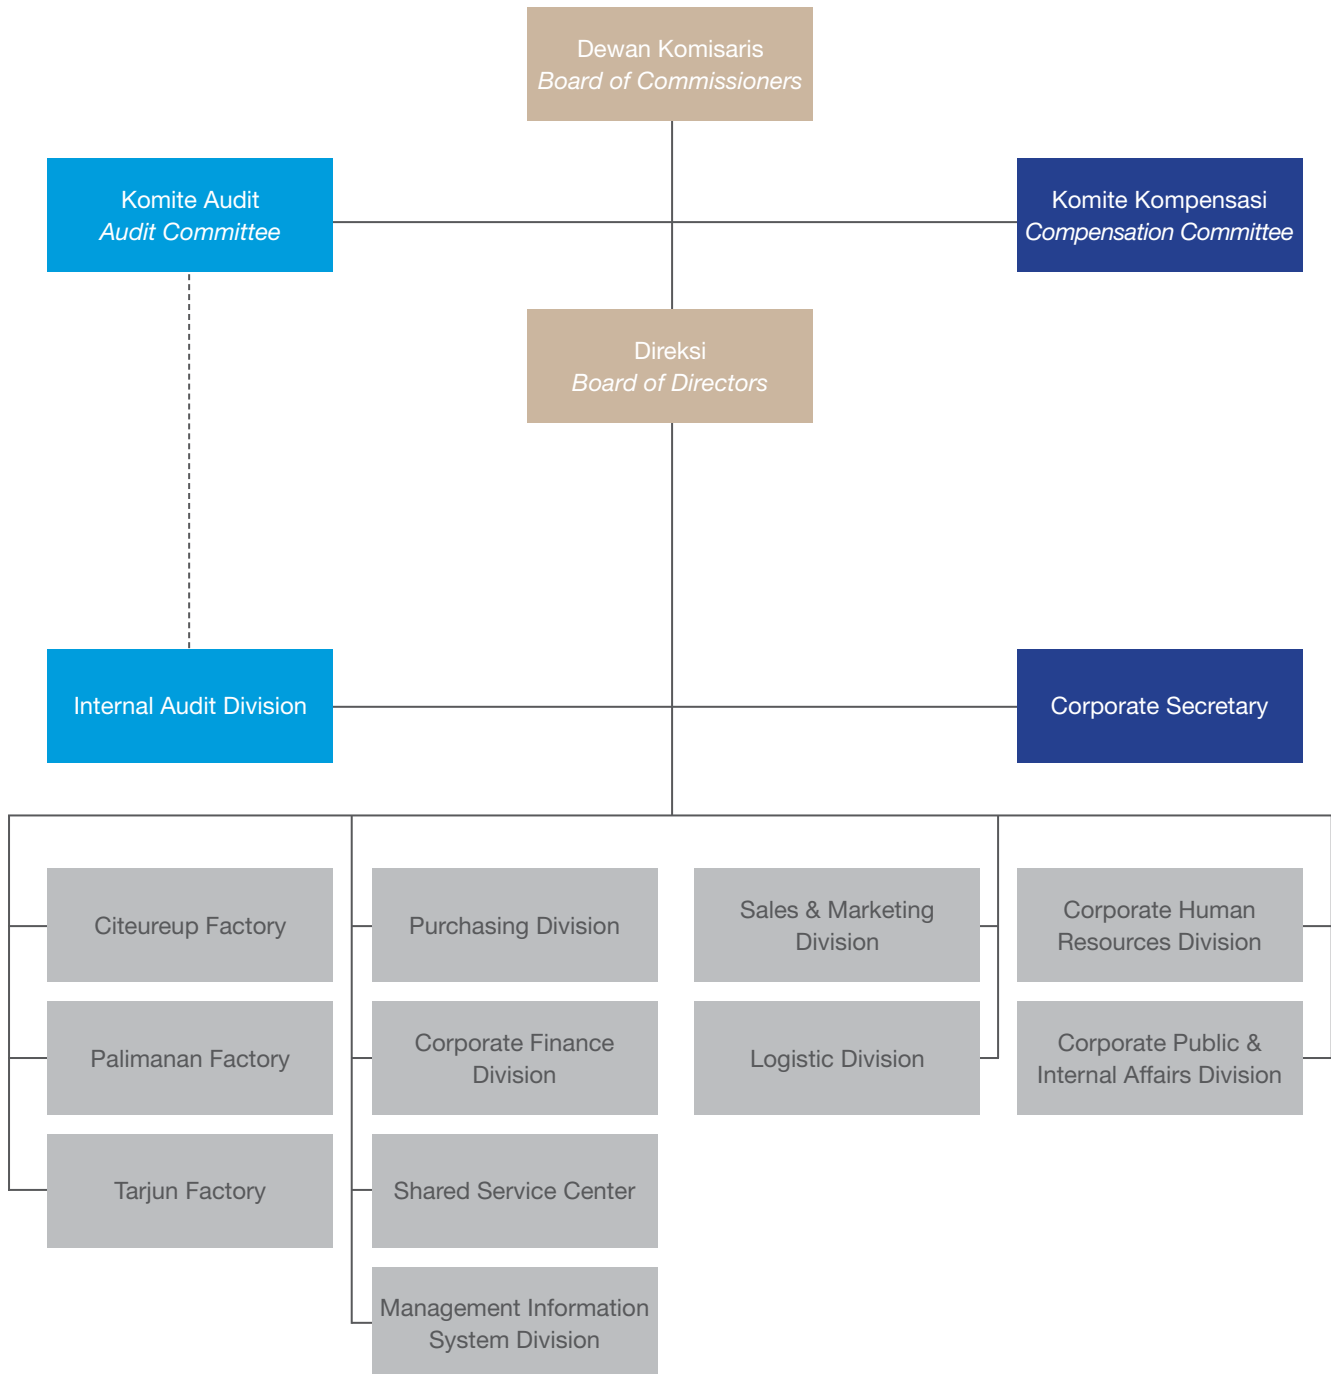 Dewan Komisaris
Board of Commissioners
Komite Audit
Audit Committee
Komite Kompensasi
Compensation Committee
Direksi
Board of Directors
Internal Audit Division
Corporate Secretary
Citeureup Factory
Purchasing Division
Sales & Marketing
Division
Corporate Human
Resources Division
Palimanan Factory
Corporate Finance
Division
Logistic Division
Corporate Public &
Internal Affairs Division
Tarjun Factory
Shared Service Center
Management Information
System Division